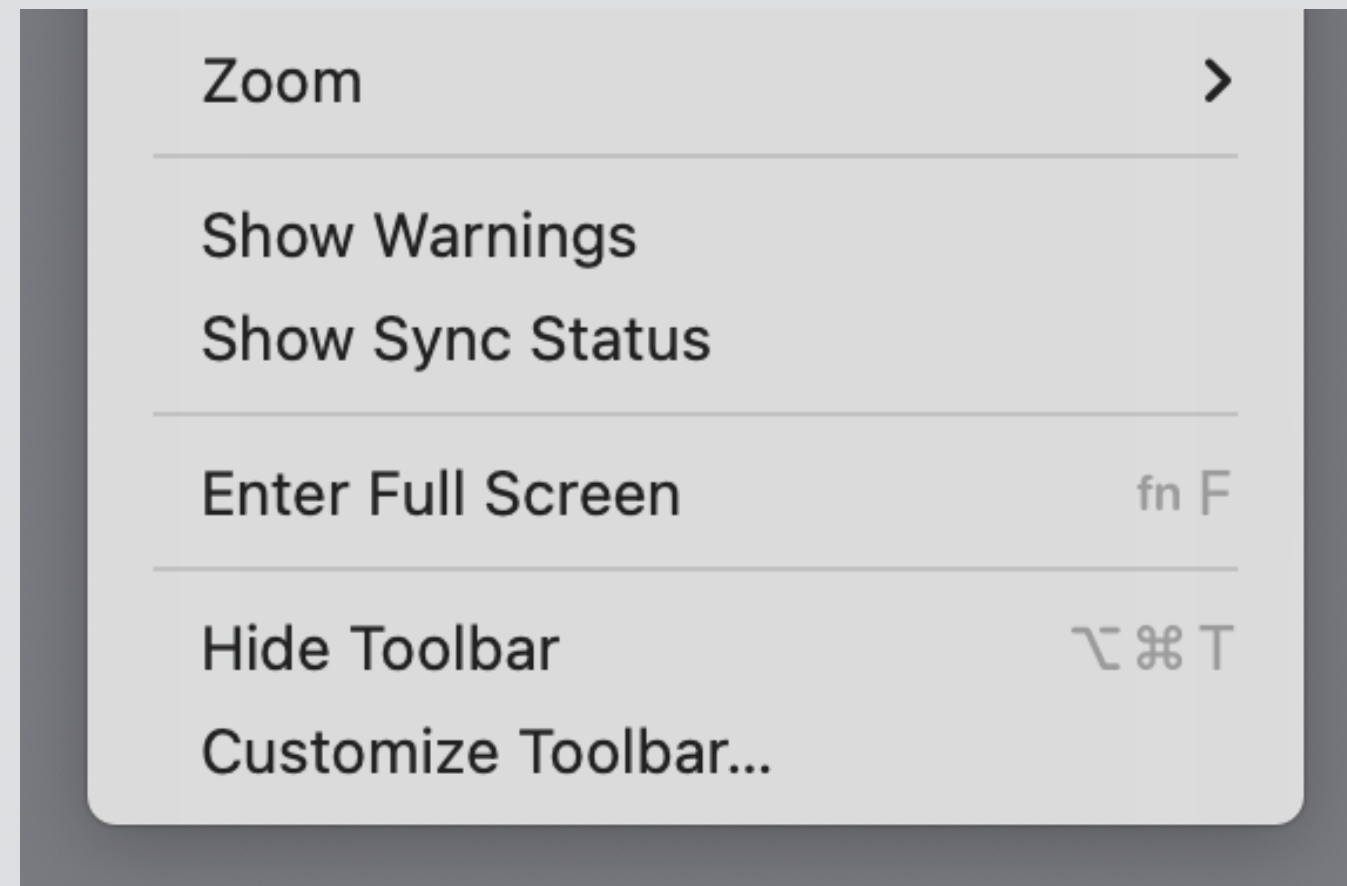 Zoom
Show Warnings
Show Sync Status
Enter Full Screen fn F
Hide Toolbar ⌥⌘T
Customize Toolbar...